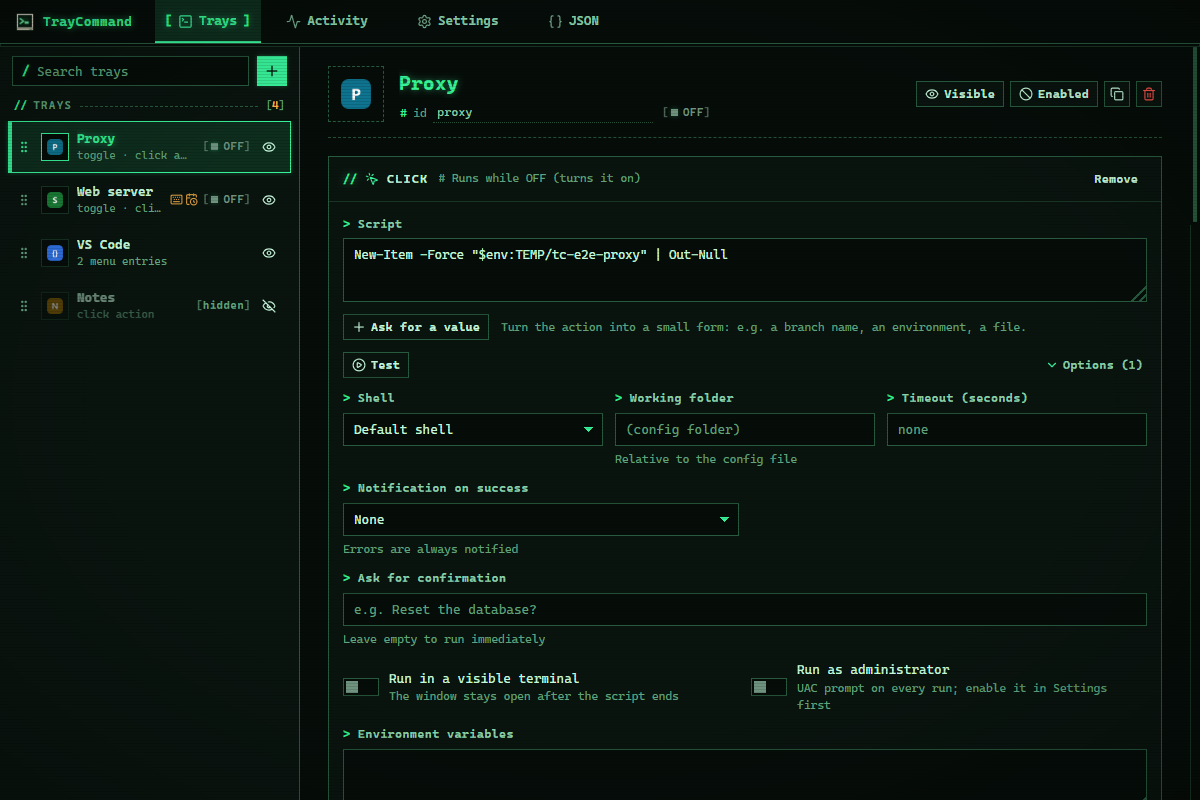 TrayCommand
[ Trays ]
Activity
Settings
{} JSON
/ Search trays
+
// TRAYS [4]
P
Proxy
toggle · click a…
[ OFF]
S
Web server
toggle · cli…
[ OFF]
{}
VS Code
2 menu entries
N
Notes
click action
[hidden]
P
Proxy
# id proxy
[ OFF]
Visible
Enabled
// CLICK # Runs while OFF (turns it on)
Remove
> Script
New-Item -Force "$env:TEMP/tc-e2e-proxy" | Out-Null
+ Ask for a value
Turn the action into a small form: e.g. a branch name, an environment, a file.
Test
Options (1)
> Shell
> Working folder
> Timeout (seconds)
Default shell
(config folder)
none
Relative to the config file
> Notification on success
None
Errors are always notified
> Ask for confirmation
e.g. Reset the database?
Leave empty to run immediately
Run in a visible terminal
The window stays open after the script ends
Run as administrator
UAC prompt on every run; enable it in Settings
first
> Environment variables